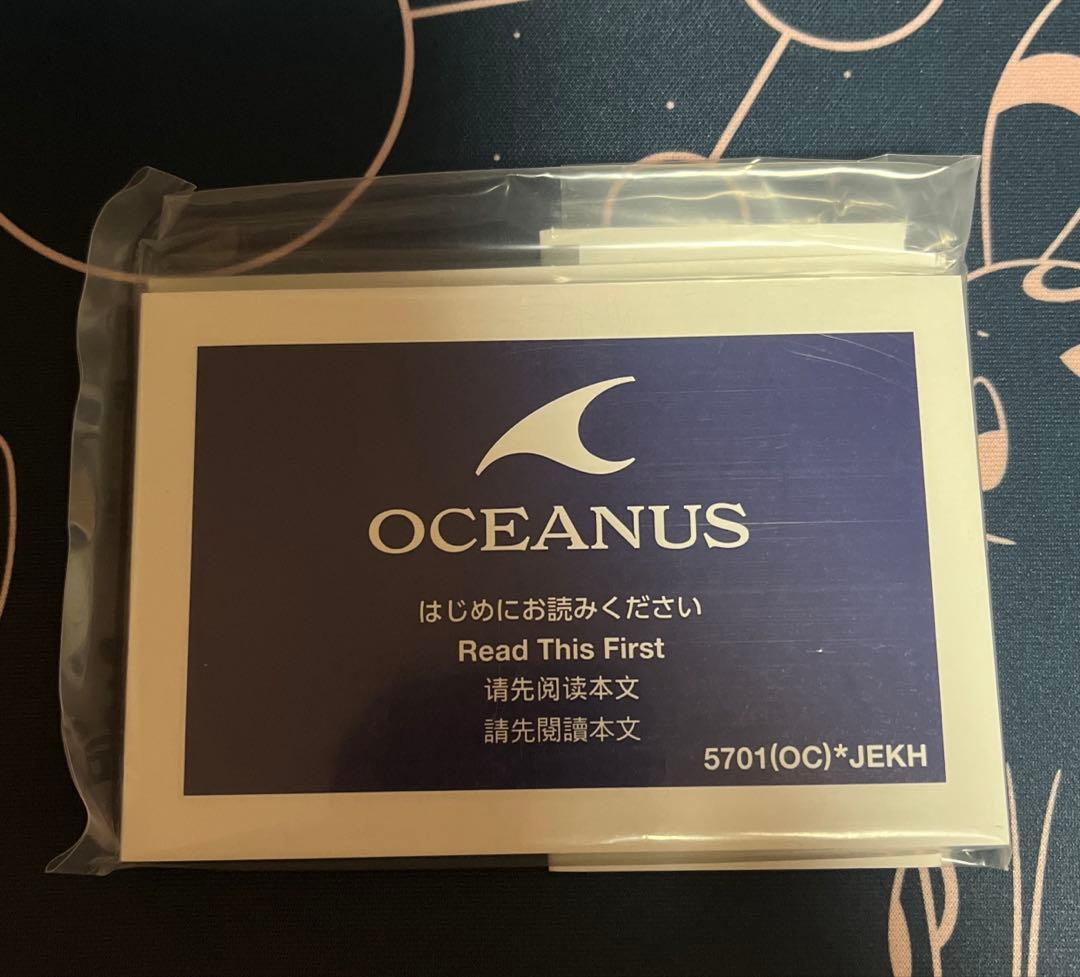 OCEANUS
はじめにお読みください
Read This First
请先阅读本文
請先閱讀本文
5701(OC)*JEKH